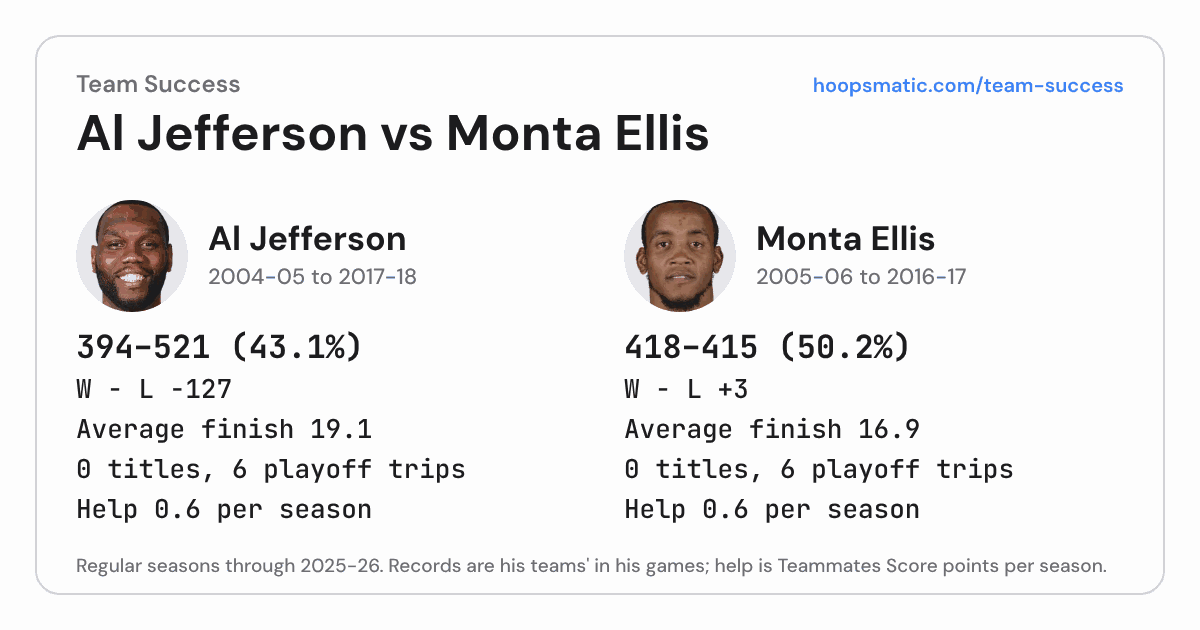 Team Success
hoopsmatic.com/team-success
Al Jefferson vs Monta Ellis
Al Jefferson
2004-05 to 2017-18
394-521 (43.1%)
W - L -127
Average finish 19.1
0 titles, 6 playoff trips
Help 0.6 per season
Monta Ellis
2005-06 to 2016-17
418-415 (50.2%)
W - L +3
Average finish 16.9
0 titles, 6 playoff trips
Help 0.6 per season
Regular seasons through 2025-26. Records are his teams' in his games; help is Teammates Score points per season.